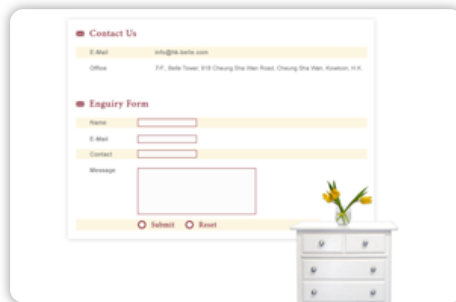 Contact Us
E-Mail info@hk-belle.com
Office 7/F., Belle Tower, 918 Cheung Sha Wan Road, Cheung Sha Wan, Kowloon, H.K.
Enguiry Form
Name
E-Mail
Contact
Message
Submit Reset